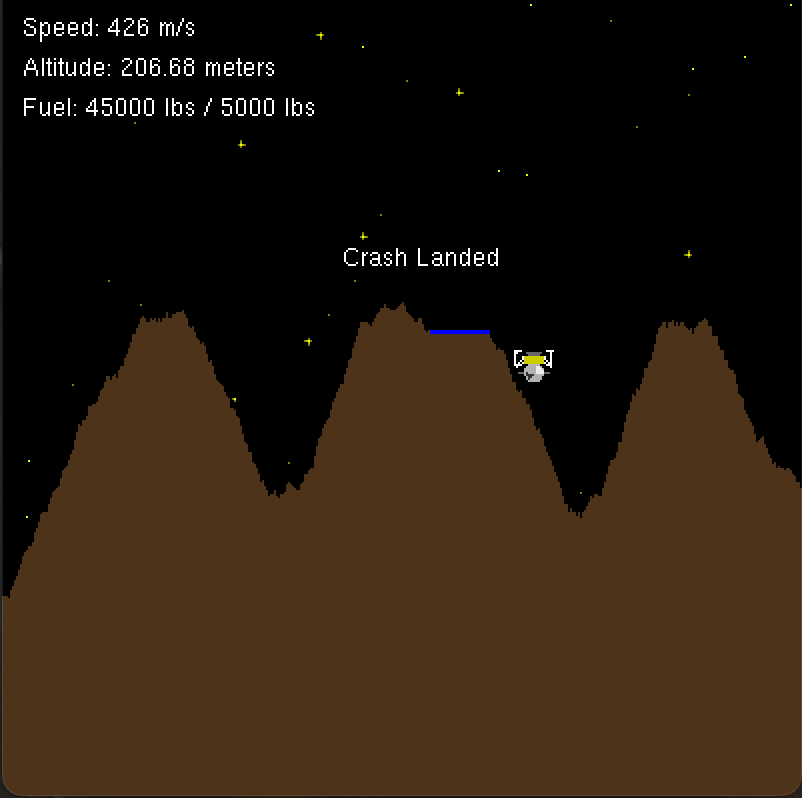 Speed: 426 m/s
Altitude: 206.68 meters
Fuel: 45000 lbs / 5000 lbs
Crash Landed